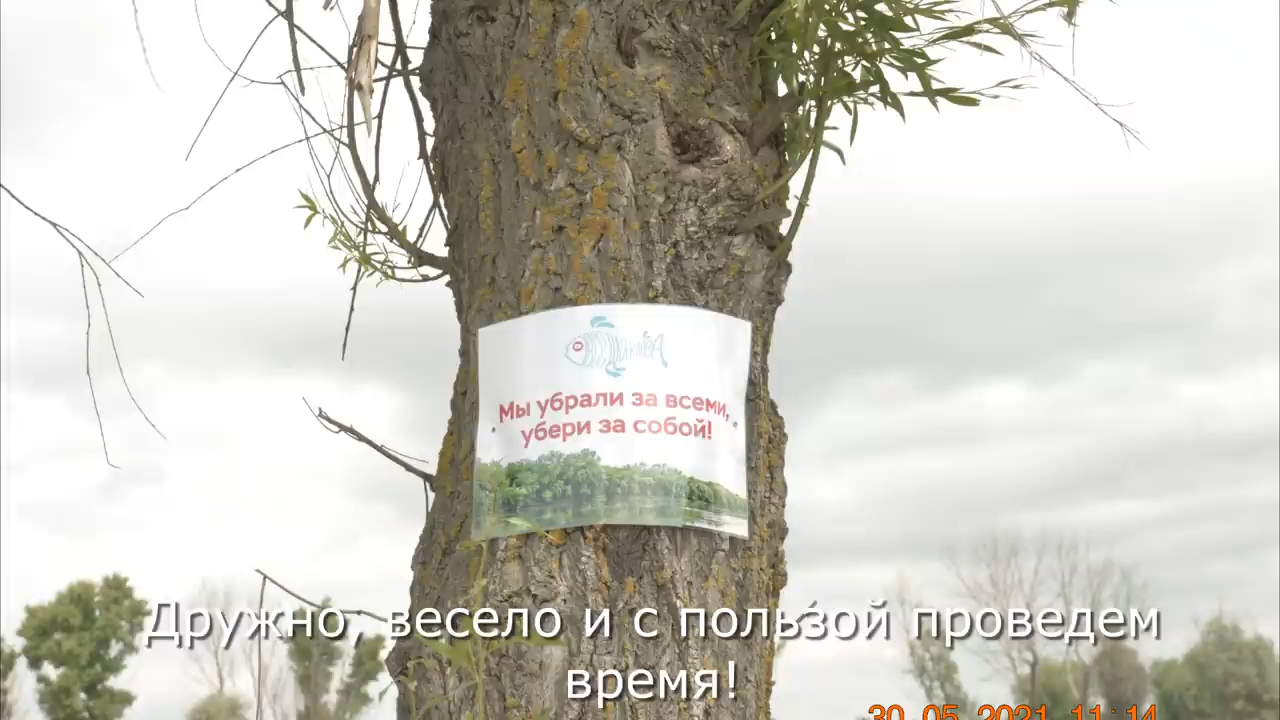 Мы убрали за всеми,
убери за собой!
Дружно, весело и с пользой проведем
время!
30 05 2021 11:14